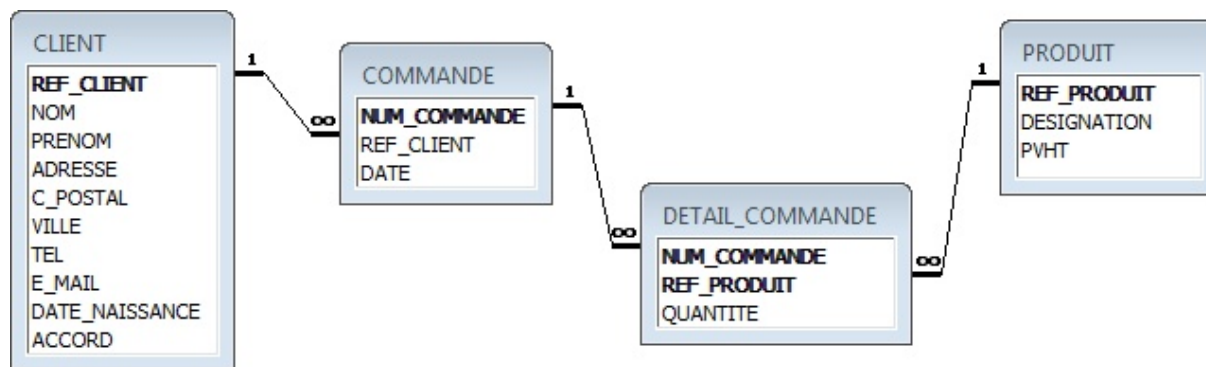 CLIENT
REF_CLIENT
NOM
PRENOM
ADRESSE
C_POSTAL
VILLE
TEL
E_MAIL
DATE_NAISSANCE
ACCORD
1
∞
COMMANDE
NUM_COMMANDE
REF_CLIENT
DATE
1
∞
DETAIL_COMMANDE
NUM_COMMANDE
REF_PRODUIT
QUANTITE
∞
1
PRODUIT
REF_PRODUIT
DESIGNATION
PVHT